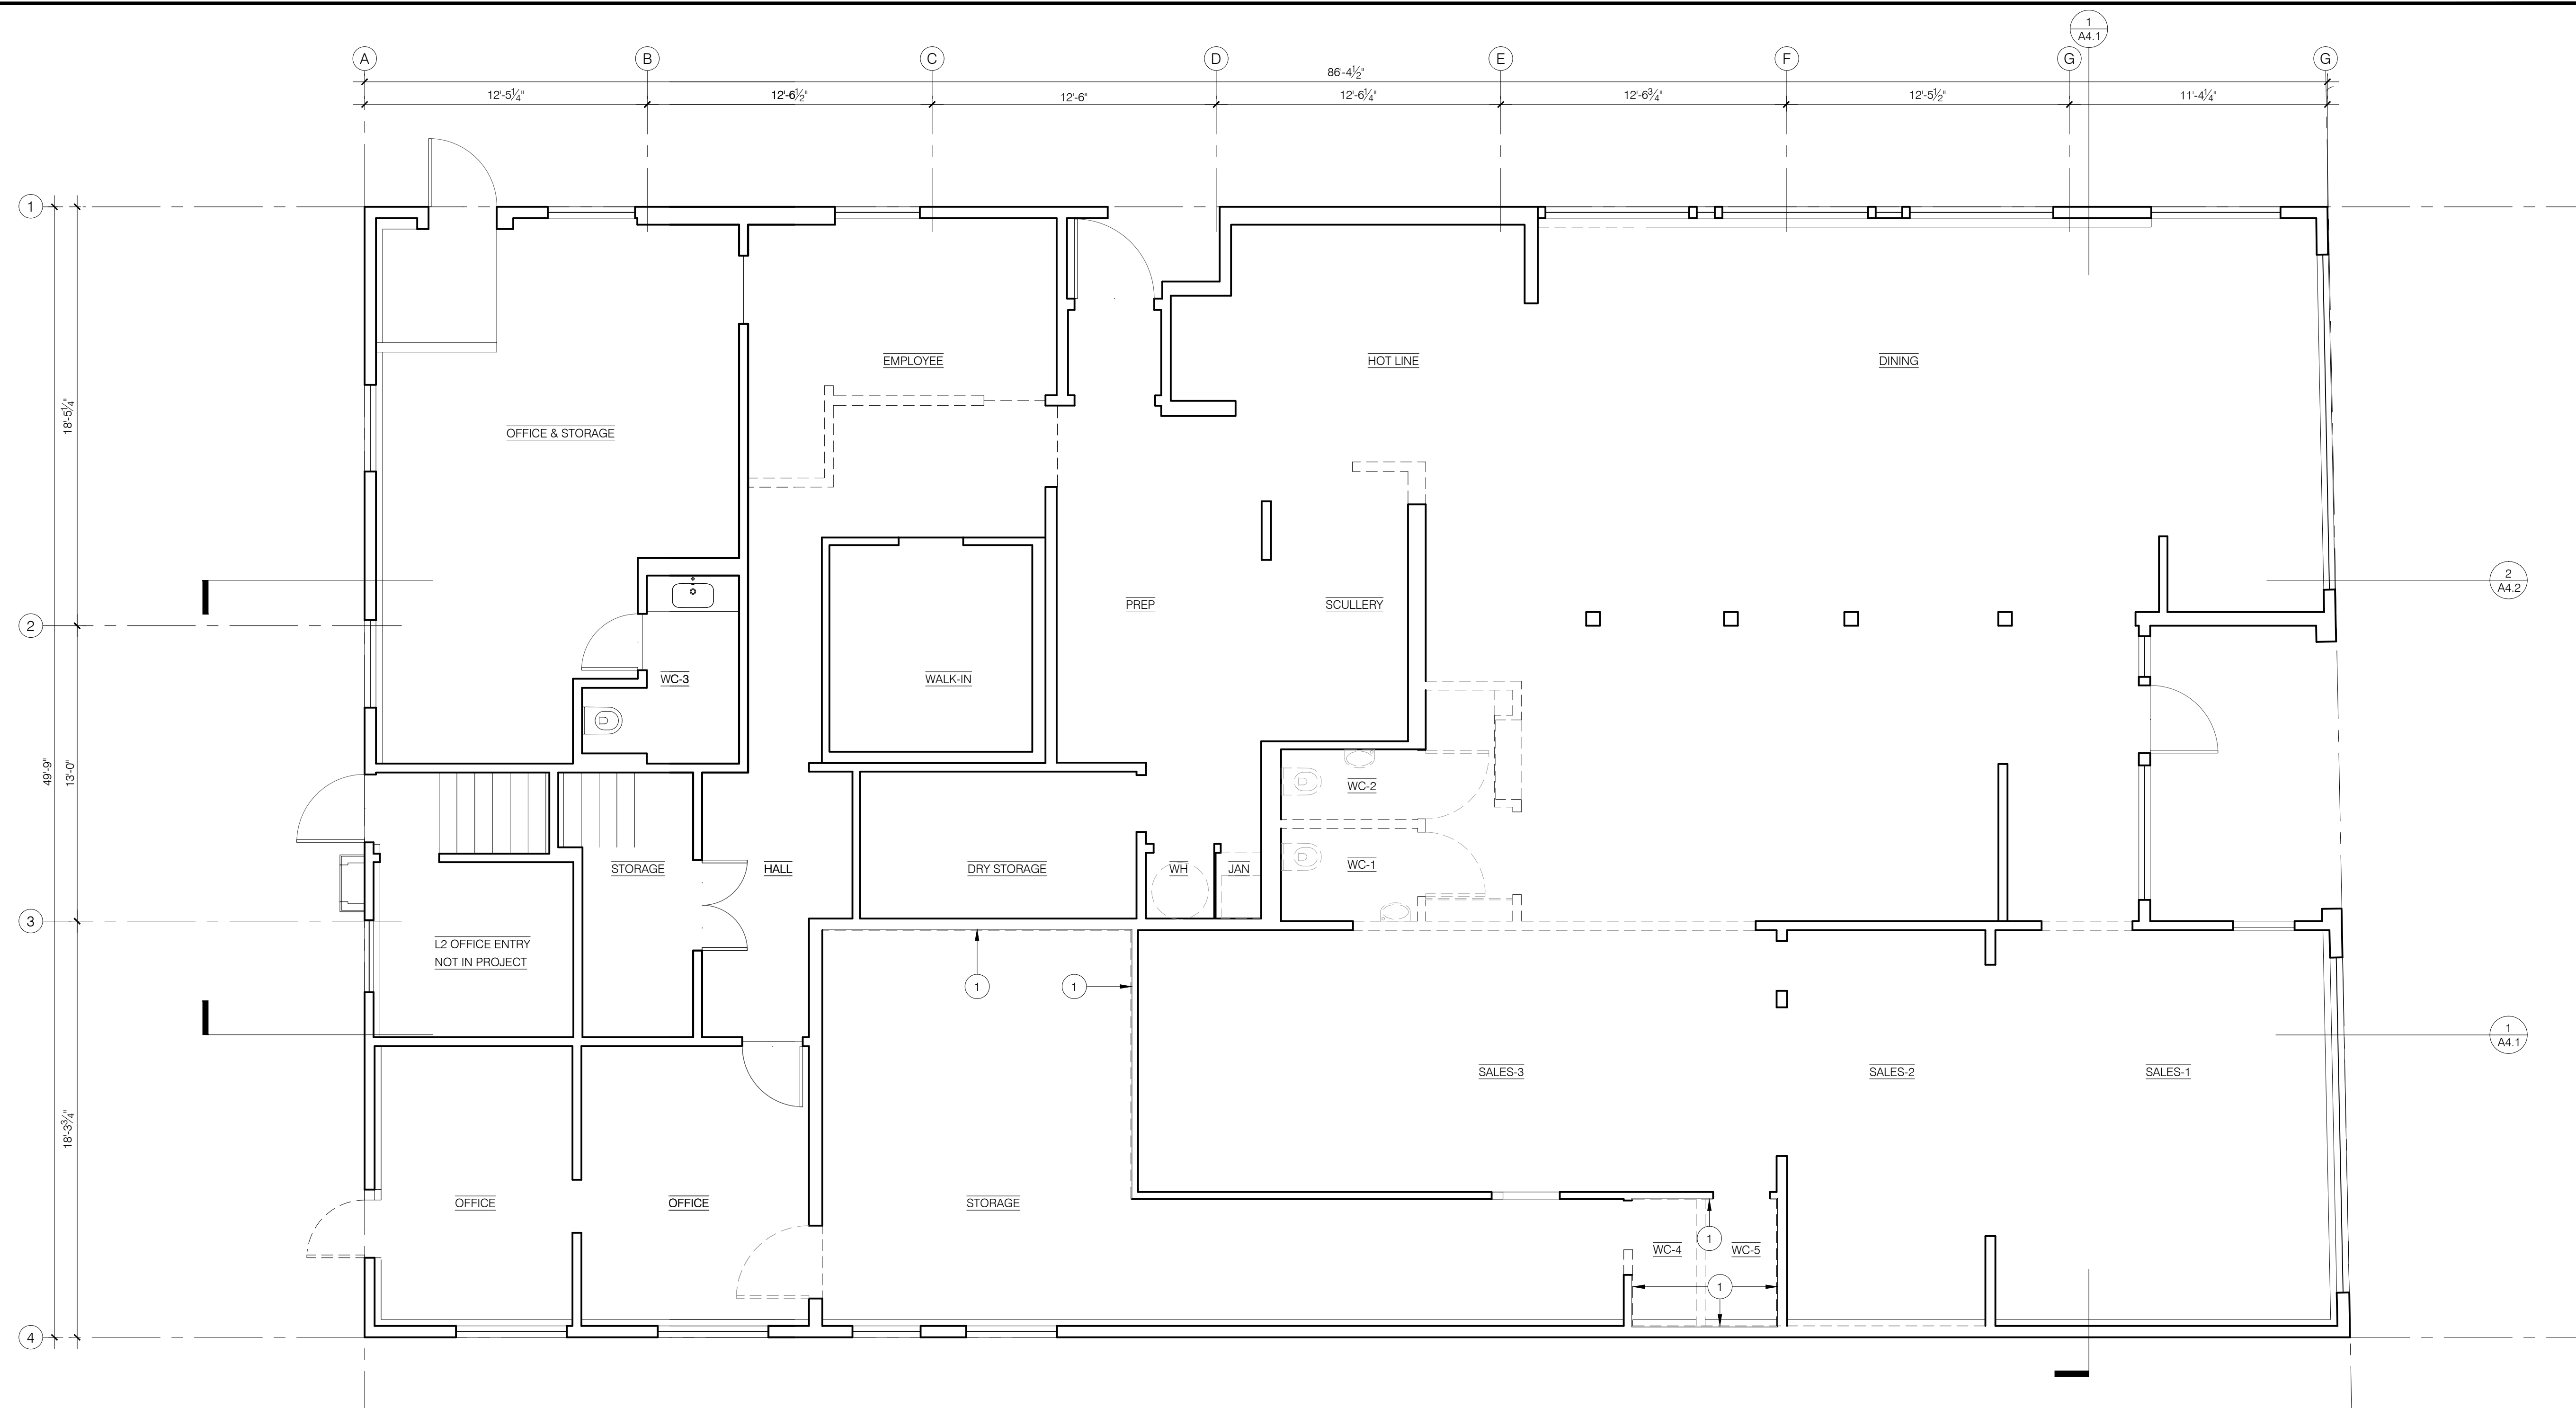 1
A4.1
A
B
C
D
E
F
G
G
86'-4½"
12'-5¼"
12'-6½"
12'-6"
12'-6¼"
12'-6¾"
12'-5½"
11'-4¼"
1
EMPLOYEE
HOT LINE
DINING
18'-5¼"
OFFICE & STORAGE
2
A4.2
PREP
SCULLERY
2
WC-3
WALK-IN
49'-9"
13'-0"
WC-2
STORAGE
HALL
DRY STORAGE
WH
JAN
WC-1
3
L2 OFFICE ENTRY
NOT IN PROJECT
1
1
1
A4.1
SALES-3
SALES-2
SALES-1
18'-3¾"
OFFICE
OFFICE
STORAGE
1
WC-4
WC-5
1
4